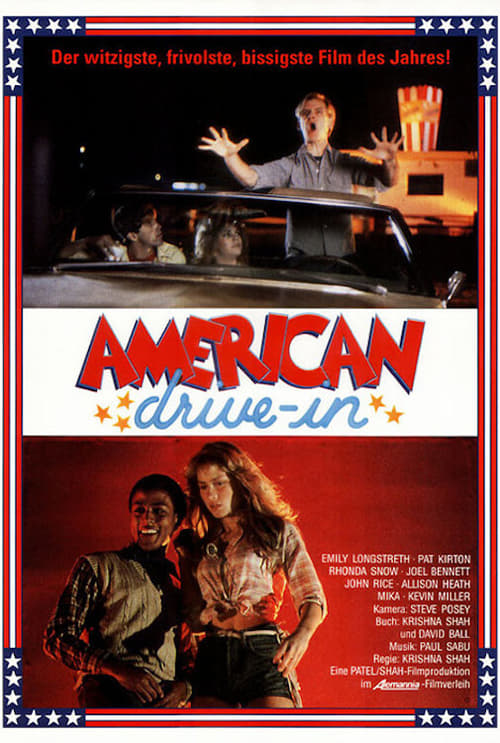 Der witzigste, frivolste, bissigste Film des Jahres!
AMERICAN
drive-in
EMILY LONGSTRETH · PAT KIRTON
RHONDA SNOW · JOEL BENNETT
JOHN RICE · ALLISON HEATH
MIKA · KEVIN MILLER
Kamera: STEVE POSEY
Buch: KRISHNA SHAH
und DAVID BALL
Musik: PAUL SABU
Regie: KRISHNA SHAH
Eine PATEL/SHAH-Filmproduktion
im Alemannia -Filmverleih